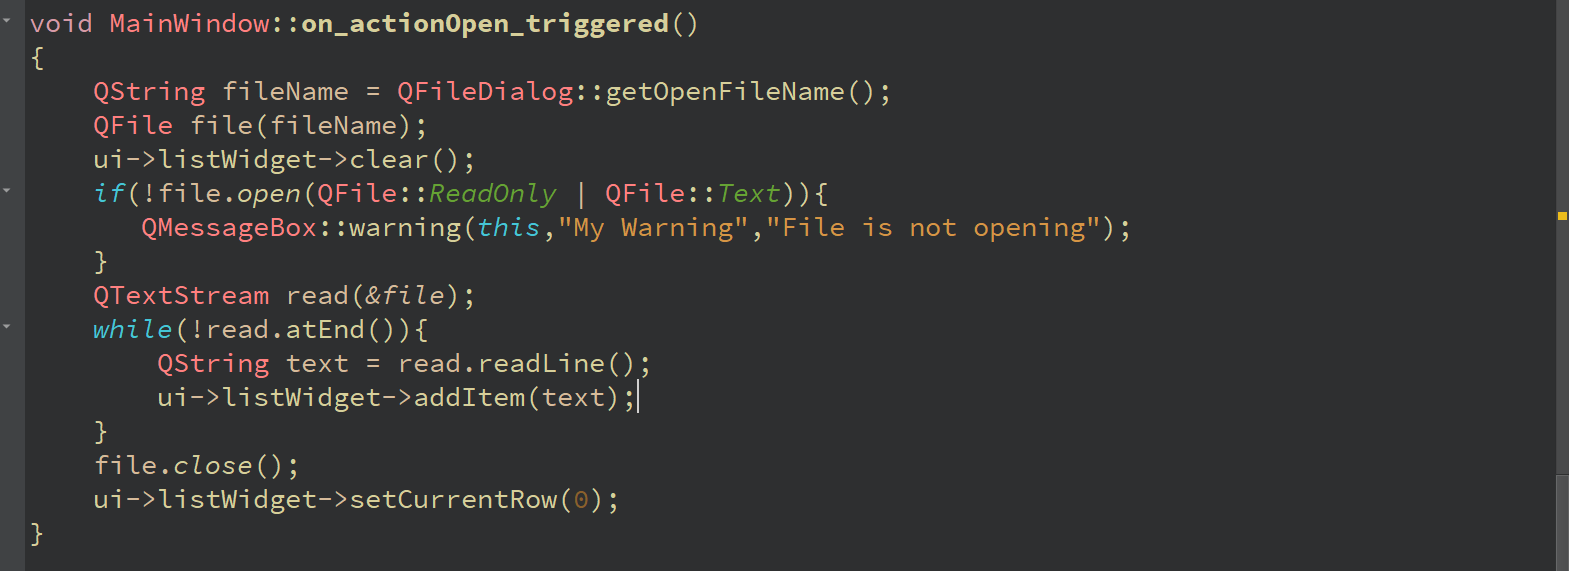 void MainWindow::on_actionOpen_triggered()
{
    QString fileName = QFileDialog::getOpenFileName();
    QFile file(fileName);
    ui->listWidget->clear();
    if(!file.open(QFile::ReadOnly | QFile::Text)){
       QMessageBox::warning(this,"My Warning","File is not opening");
    }
    QTextStream read(&file);
    while(!read.atEnd()){
        QString text = read.readLine();
        ui->listWidget->addItem(text);
    }
    file.close();
    ui->listWidget->setCurrentRow(0);
}